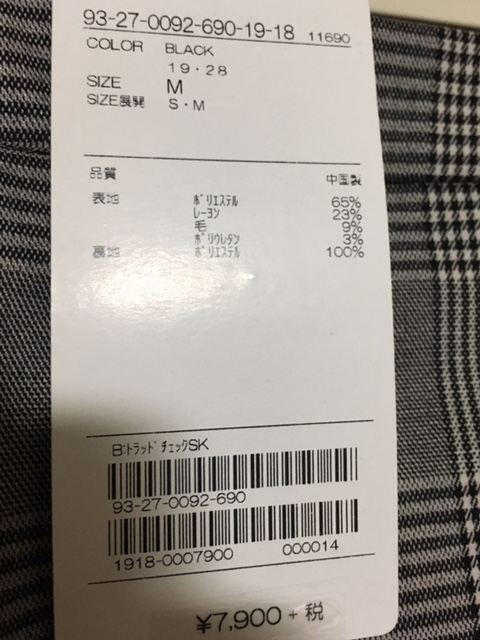 93-27-0092-690-19-18 11690
COLOR BLACK
19・28
SIZE M
SIZE展開 S・M
品質 中国製
表地 ﾎﾟﾘｴｽﾃﾙ 65%
ﾚｰﾖﾝ 23%
毛 9%
ﾎﾟﾘｳﾚﾀﾝ 3%
裏地 ﾎﾟﾘｴｽﾃﾙ 100%
B:ﾄﾗｯﾄﾞﾁｪｯｸSK
93-27-0092-690
1918-0007900 000014
¥7,900+税